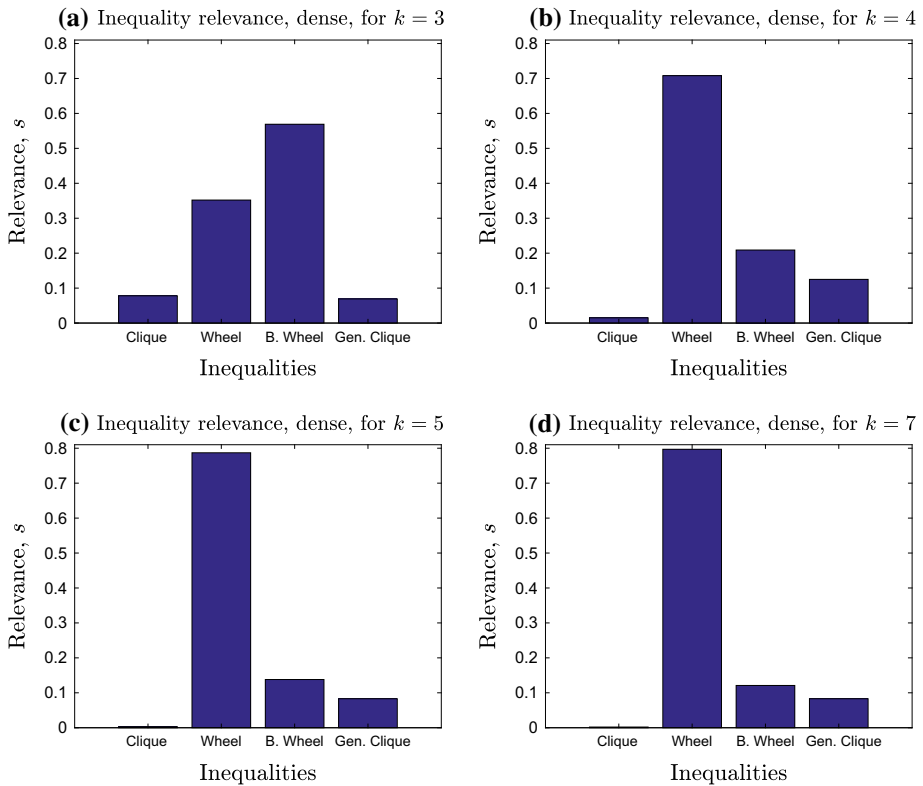 (a) Inequality relevance, dense, for k = 3
0.8
0.7
0.6
0.5
0.4
0.3
0.2
0.1
0
Relevance, s
Clique Wheel B. Wheel Gen. Clique
Inequalities
(b) Inequality relevance, dense, for k = 4
0.8
0.7
0.6
0.5
0.4
0.3
0.2
0.1
0
Relevance, s
Clique Wheel B. Wheel Gen. Clique
Inequalities
(c) Inequality relevance, dense, for k = 5
0.8
0.7
0.6
0.5
0.4
0.3
0.2
0.1
0
Relevance, s
Clique Wheel B. Wheel Gen. Clique
Inequalities
(d) Inequality relevance, dense, for k = 7
0.8
0.7
0.6
0.5
0.4
0.3
0.2
0.1
0
Relevance, s
Clique Wheel B. Wheel Gen. Clique
Inequalities